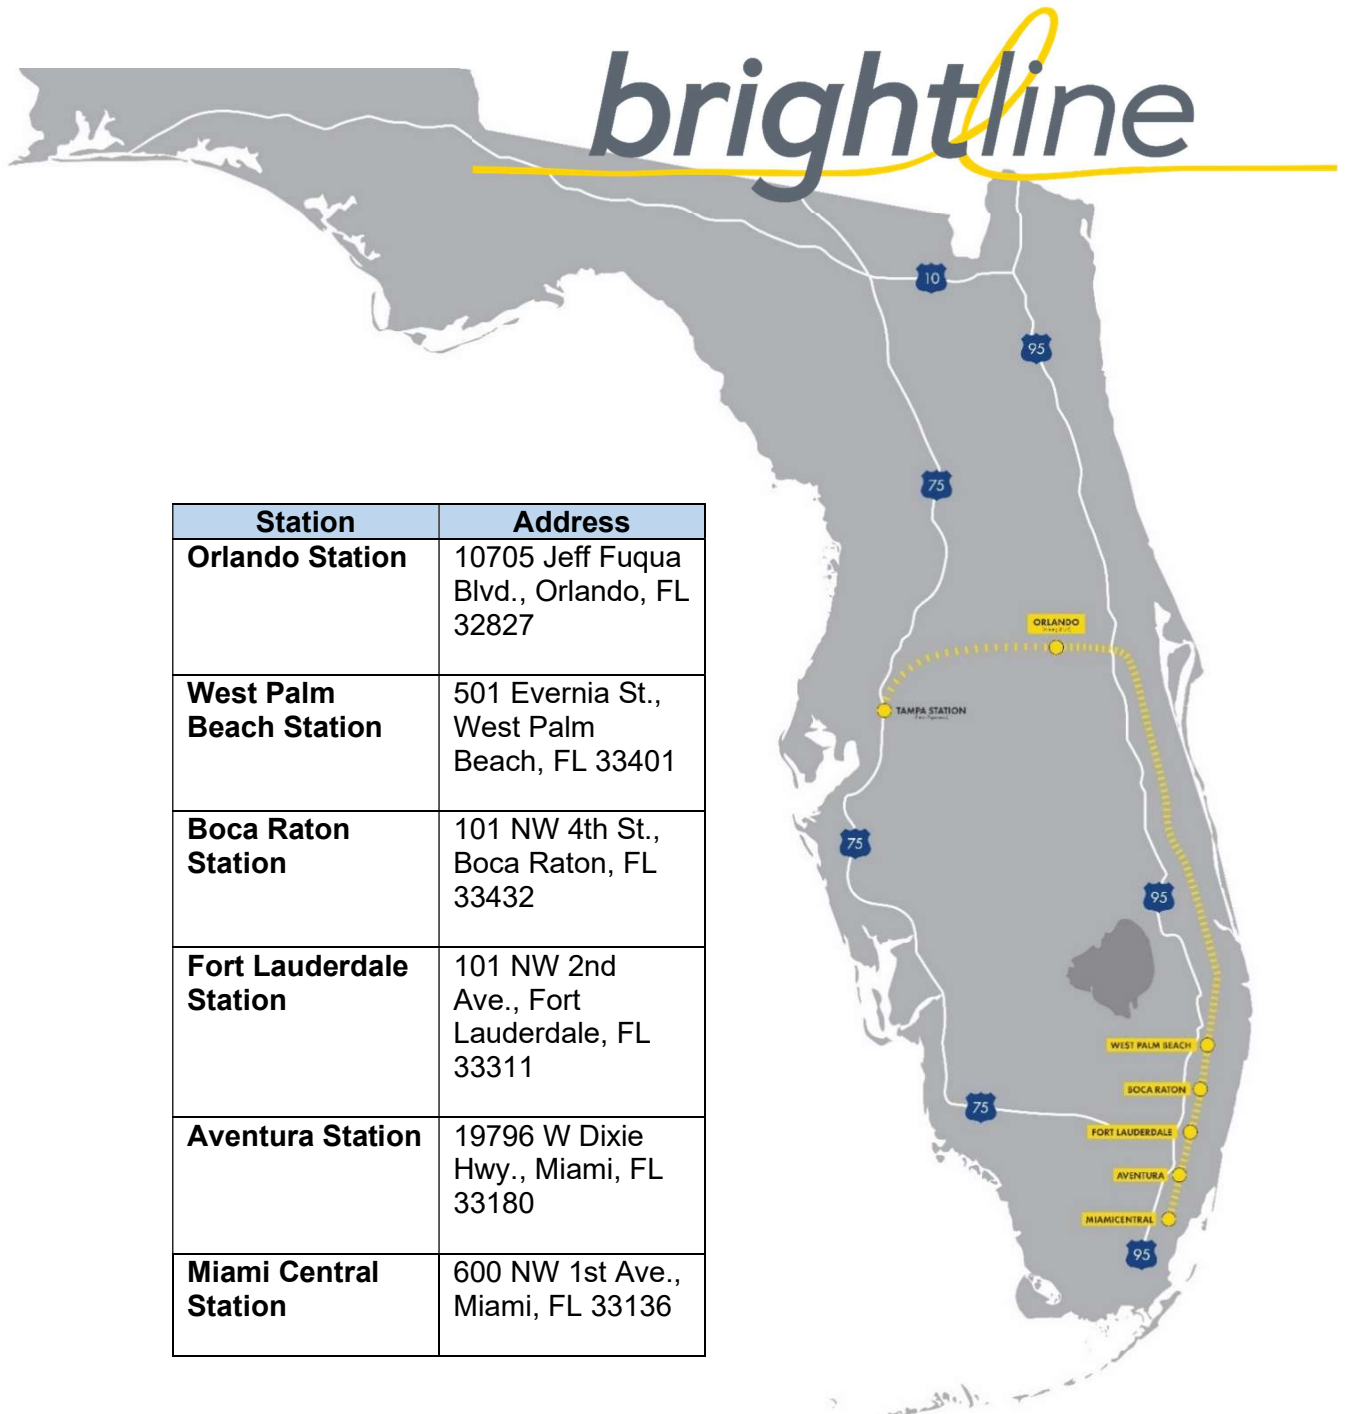 brightline
10
95
75
Station Address
Orlando Station 10705 Jeff Fuqua
Blvd., Orlando, FL
32827
West Palm 501 Evernia St.,
Beach Station West Palm
Beach, FL 33401
Boca Raton 101 NW 4th St.,
Station Boca Raton, FL
33432
Fort Lauderdale 101 NW 2nd
Station Ave., Fort
Lauderdale, FL
33311
Aventura Station 19796 W Dixie
Hwy., Miami, FL
33180
Miami Central 600 NW 1st Ave.,
Station Miami, FL 33136
ORLANDO
TAMPA STATION
75
95
WEST PALM BEACH
BOCA RATON
75
FORT LAUDERDALE
AVENTURA
MIAMICENTRAL
95